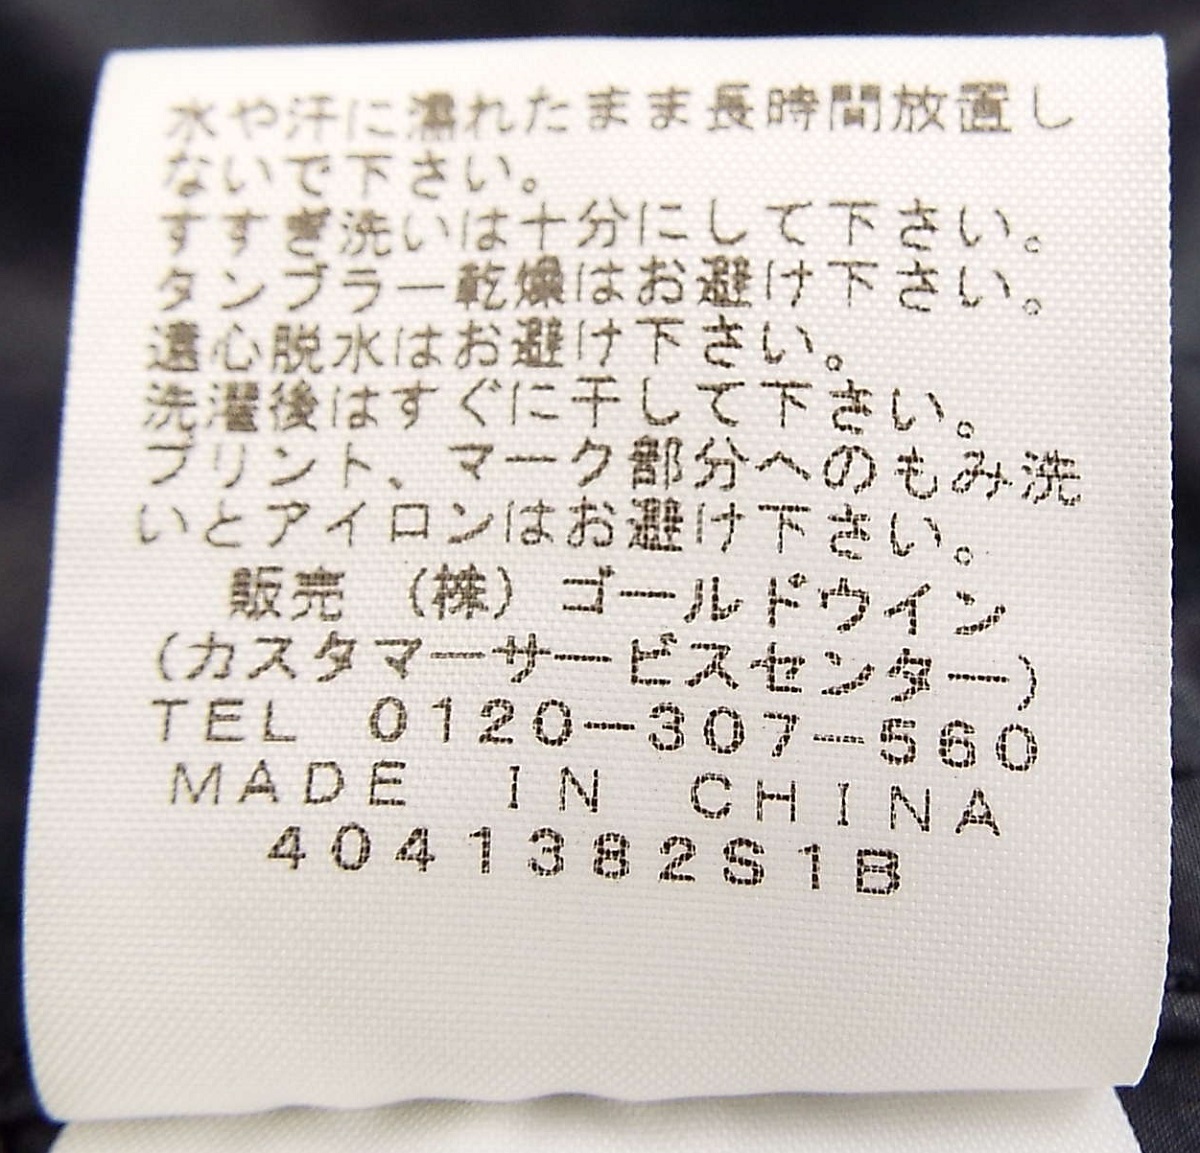 水や汗に濡れたまま長時間放置し
ないで下さい。
すすぎ洗いは十分にして下さい。
タンブラー乾燥はお避け下さい。
遠心脱水はお避け下さい。
洗濯後はすぐに干して下さい。
プリント、マーク部分へのもみ洗
いとアイロンはお避け下さい。
販売 (株) ゴールドウイン
(カスタマーサービスセンター)
TEL 0120-307-560
MADE IN CHINA
4041382S1B